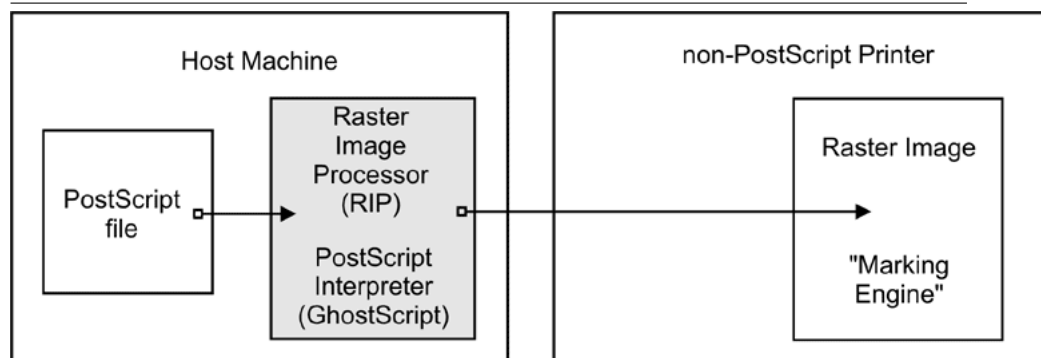 Host Machine
PostScript
file
Raster
Image
Processor
(RIP)
PostScript
Interpreter
(GhostScript)
non-PostScript Printer
Raster Image
"Marking
Engine"